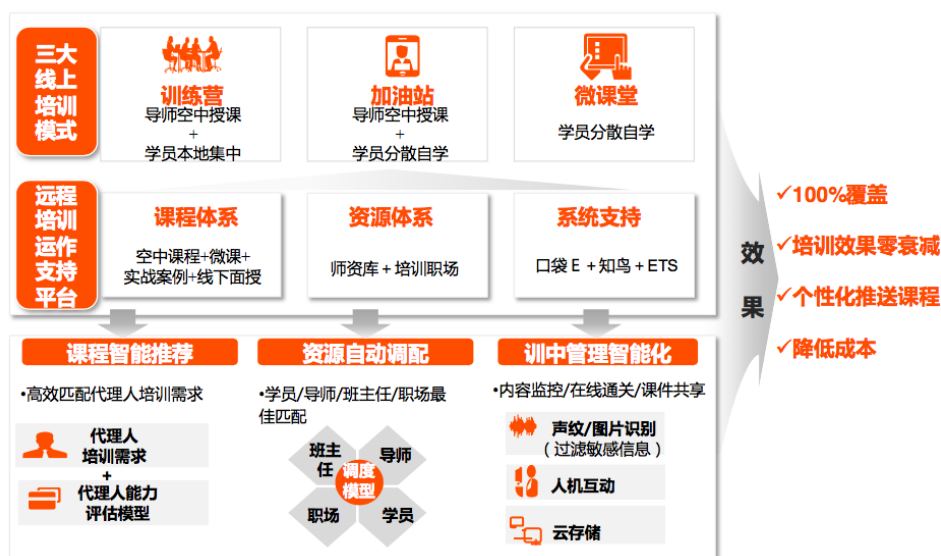 三大
线上
培训
模式
训练营
导师空中授课
+
学员本地集中
加油站
导师空中授课
+
学员分散自学
微课堂
学员分散自学
远程
培训
运作
支持
平台
课程体系
空中课程+微课+
实战案例+线下面授
资源体系
师资库+培训职场
系统支持
口袋E+知鸟+ETS
课程智能推荐
•高效匹配代理人培训需求
代理人
培训需求
+
代理人能力
评估模型
资源自动调配
•学员/导师/班主任/职场最
佳匹配
班主
任
导师
调度
模型
职场
学员
训中管理智能化
•内容监控/在线通关/课件共享
声纹/图片识别
(过滤敏感信息)
人机互动
云存储
效
果
✓100%覆盖
✓培训效果零衰减
✓个性化推送课程
✓降低成本